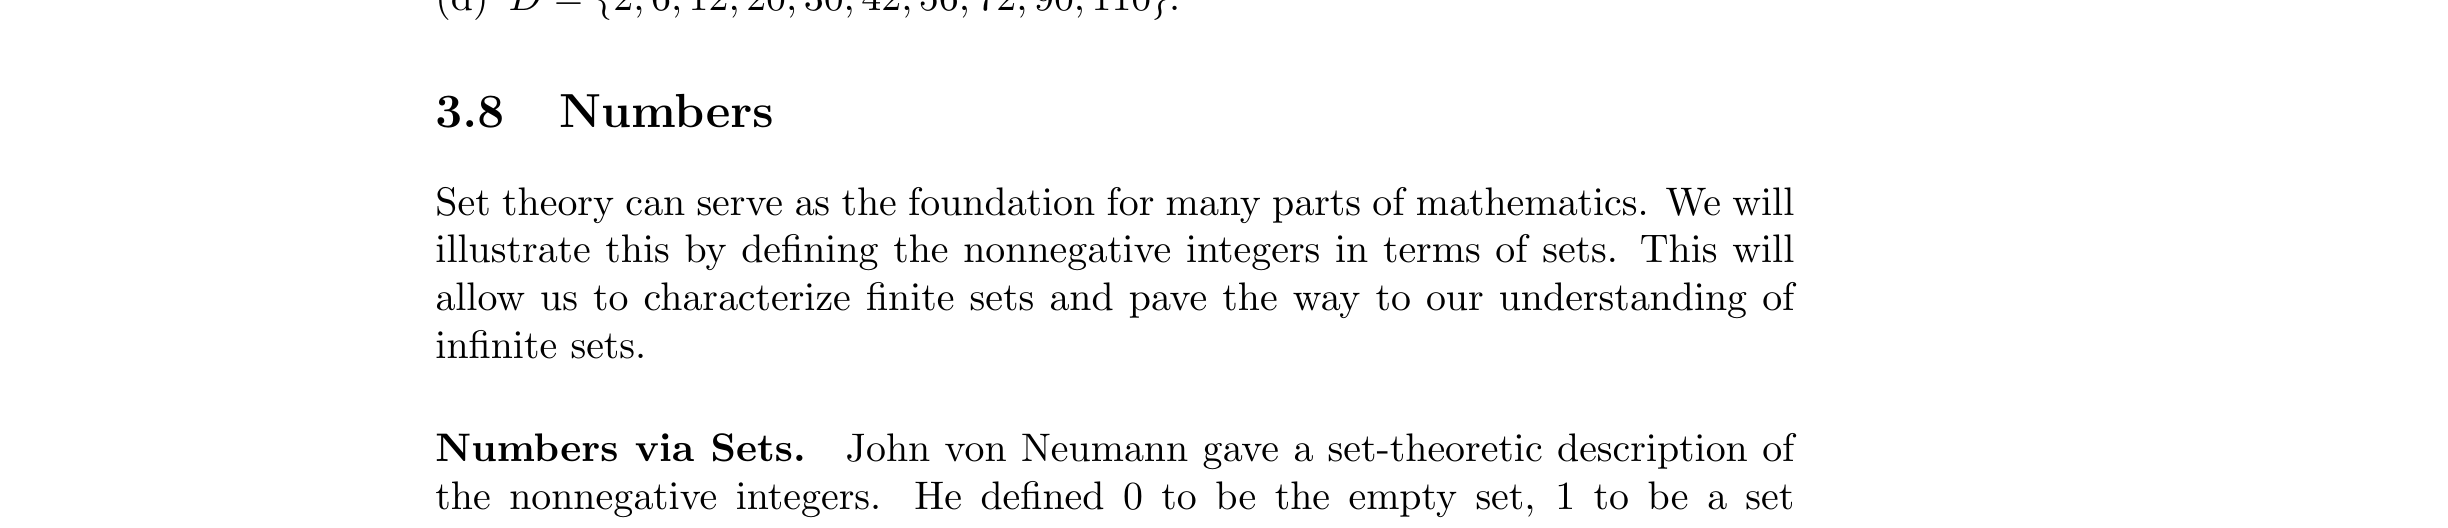 (d) D = {2, 6, 12, 20, 30, 42, 56, 72, 90, 110}.
3.8 Numbers
Set theory can serve as the foundation for many parts of mathematics. We will
illustrate this by defining the nonnegative integers in terms of sets. This will
allow us to characterize finite sets and pave the way to our understanding of
infinite sets.
Numbers via Sets. John von Neumann gave a set-theoretic description of
the nonnegative integers. He defined 0 to be the empty set, 1 to be a set